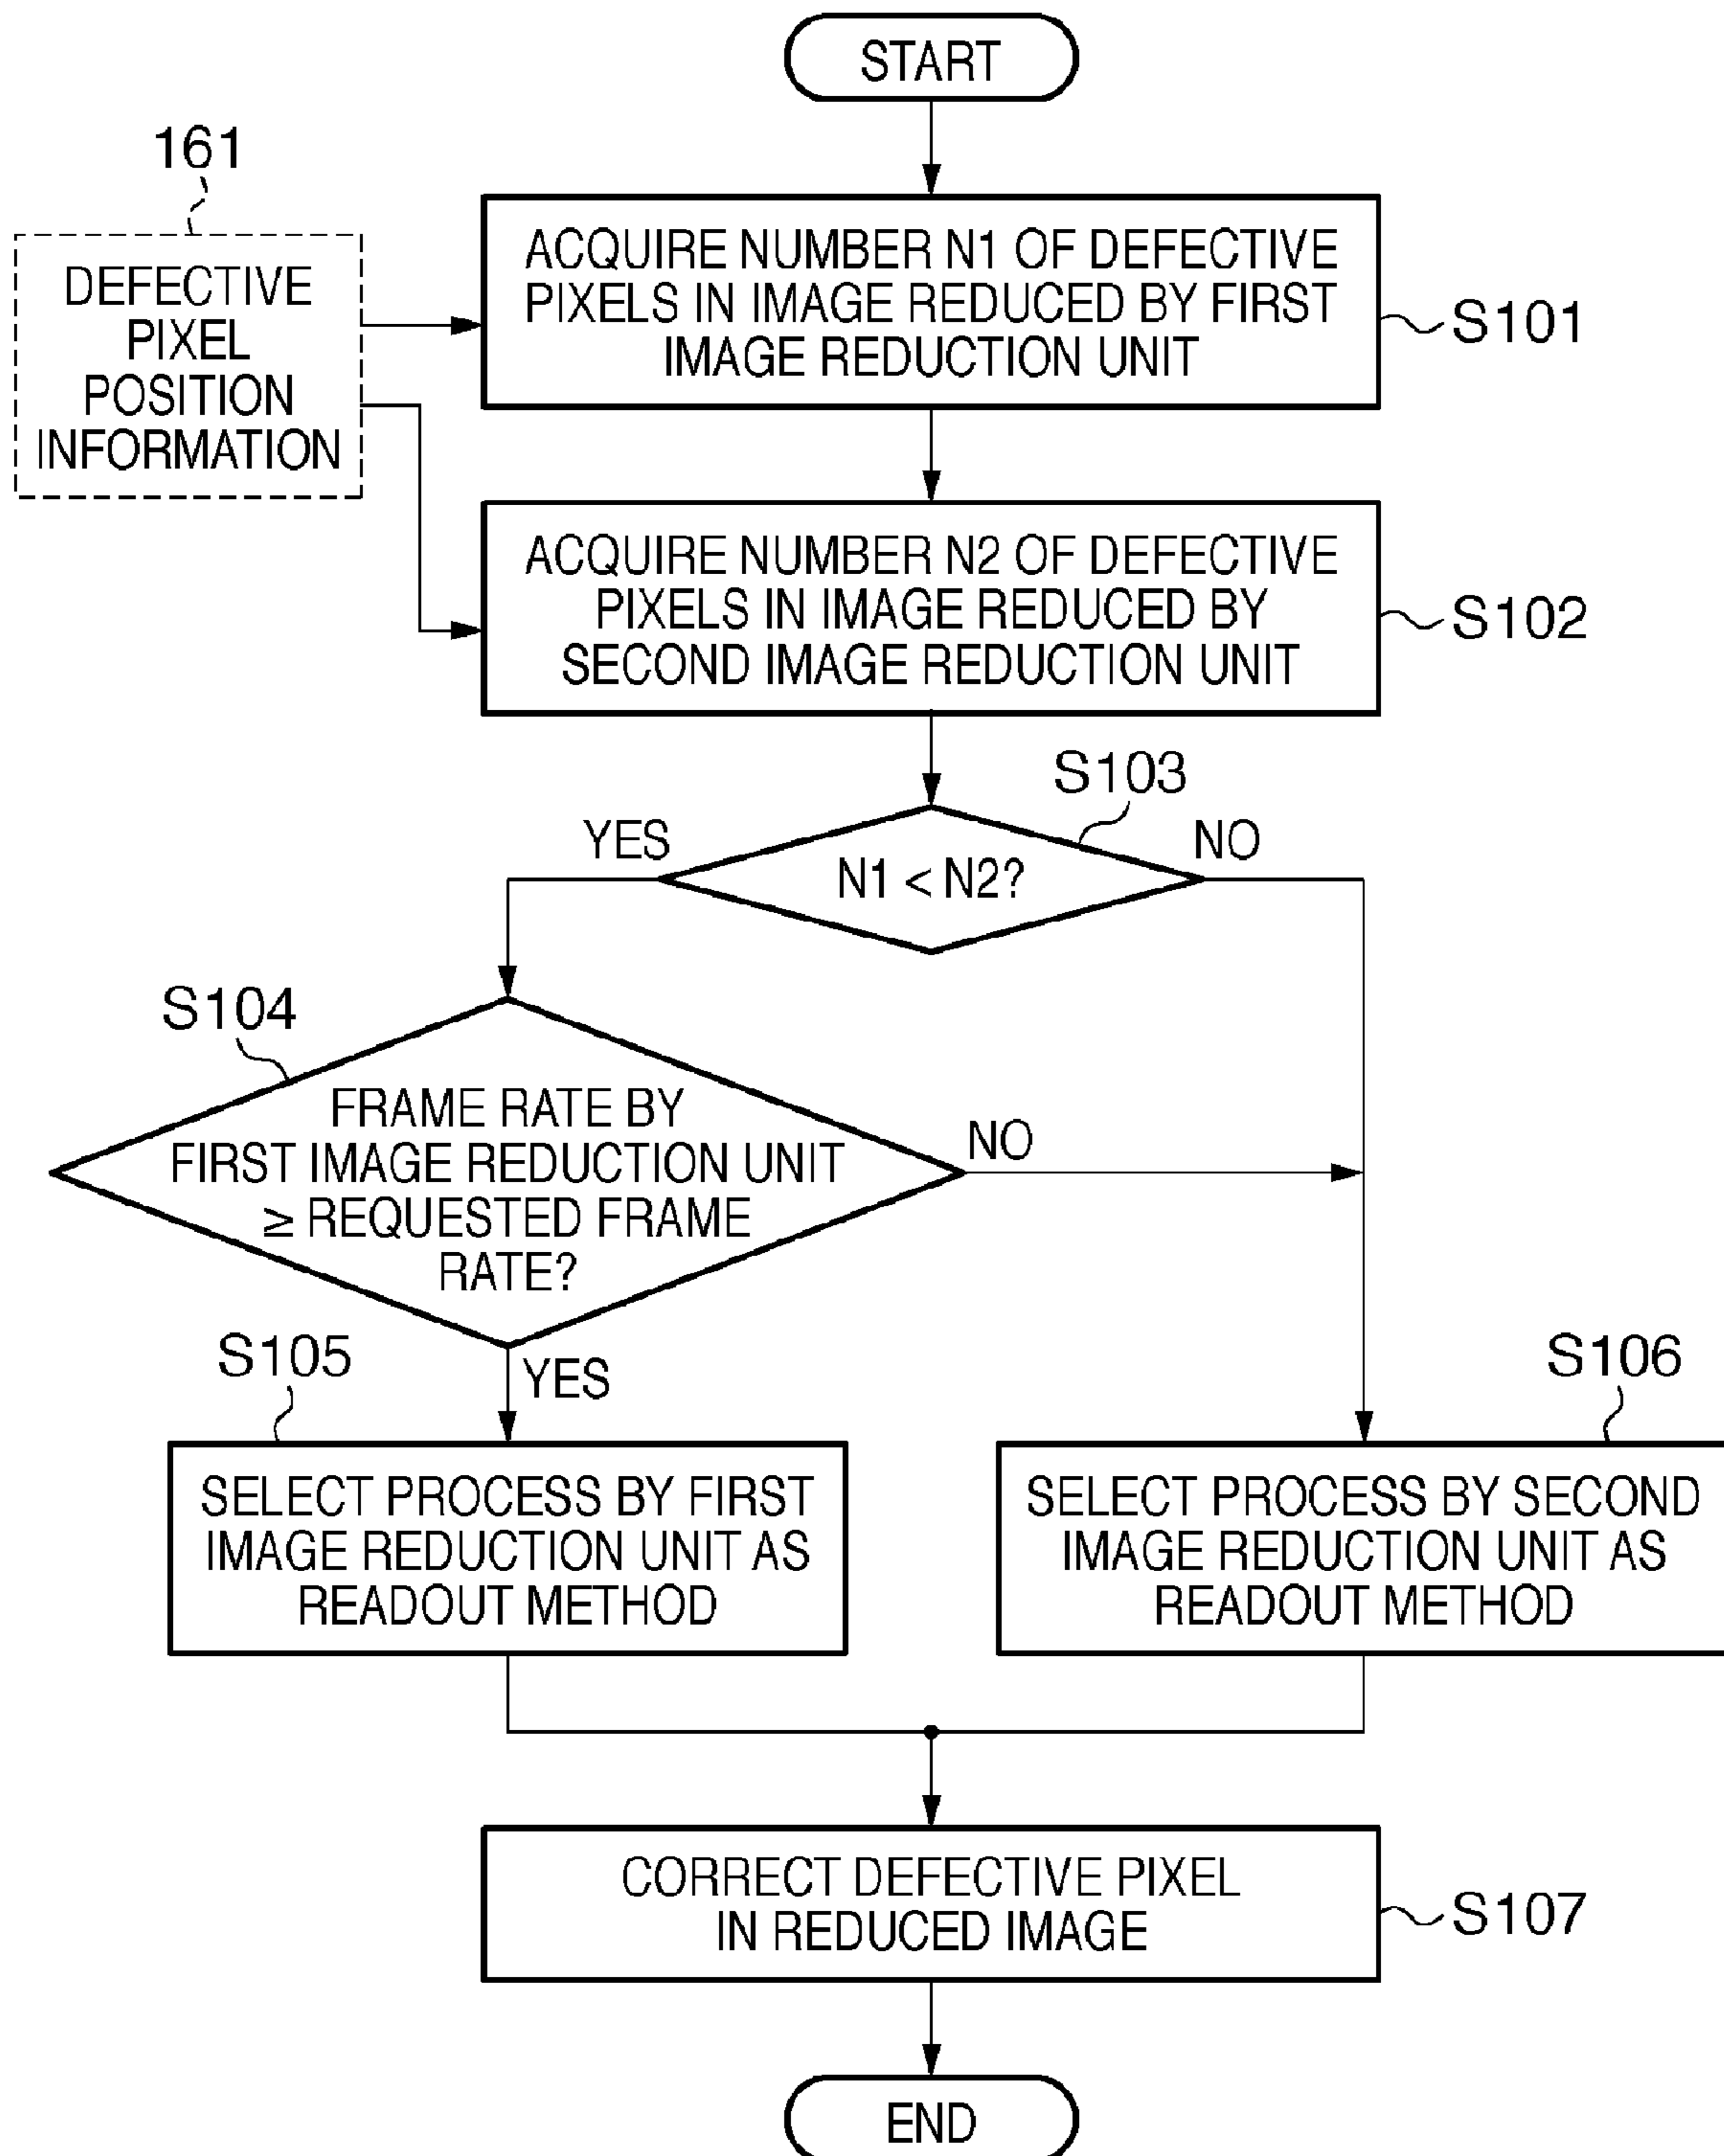 START
161
DEFECTIVE
PIXEL
POSITION
INFORMATION
ACQUIRE NUMBER N1 OF DEFECTIVE
PIXELS IN IMAGE REDUCED BY FIRST
IMAGE REDUCTION UNIT
S101
ACQUIRE NUMBER N2 OF DEFECTIVE
PIXELS IN IMAGE REDUCED BY
SECOND IMAGE REDUCTION UNIT
S102
S103
YES
N1 < N2?
NO
S104
FRAME RATE BY
FIRST IMAGE REDUCTION UNIT
≥ REQUESTED FRAME
RATE?
NO
YES
S105
SELECT PROCESS BY FIRST
IMAGE REDUCTION UNIT AS
READOUT METHOD
S106
SELECT PROCESS BY SECOND
IMAGE REDUCTION UNIT AS
READOUT METHOD
CORRECT DEFECTIVE PIXEL
IN REDUCED IMAGE
S107
END